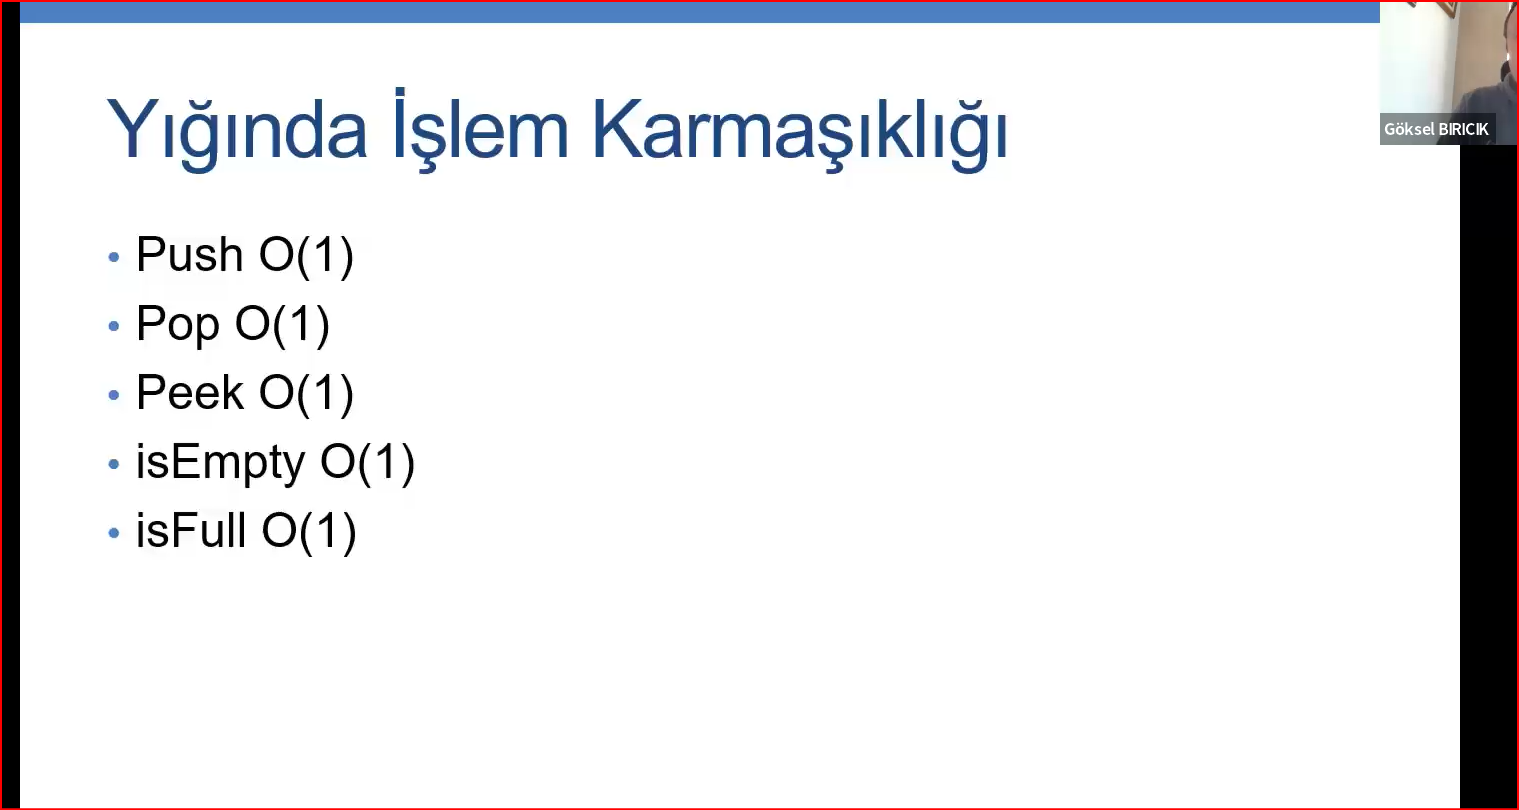 Yığında İşlem Karmaşıklığı
• Push O(1)
• Pop O(1)
• Peek O(1)
• isEmpty O(1)
• isFull O(1)
Göksel BIRICIK